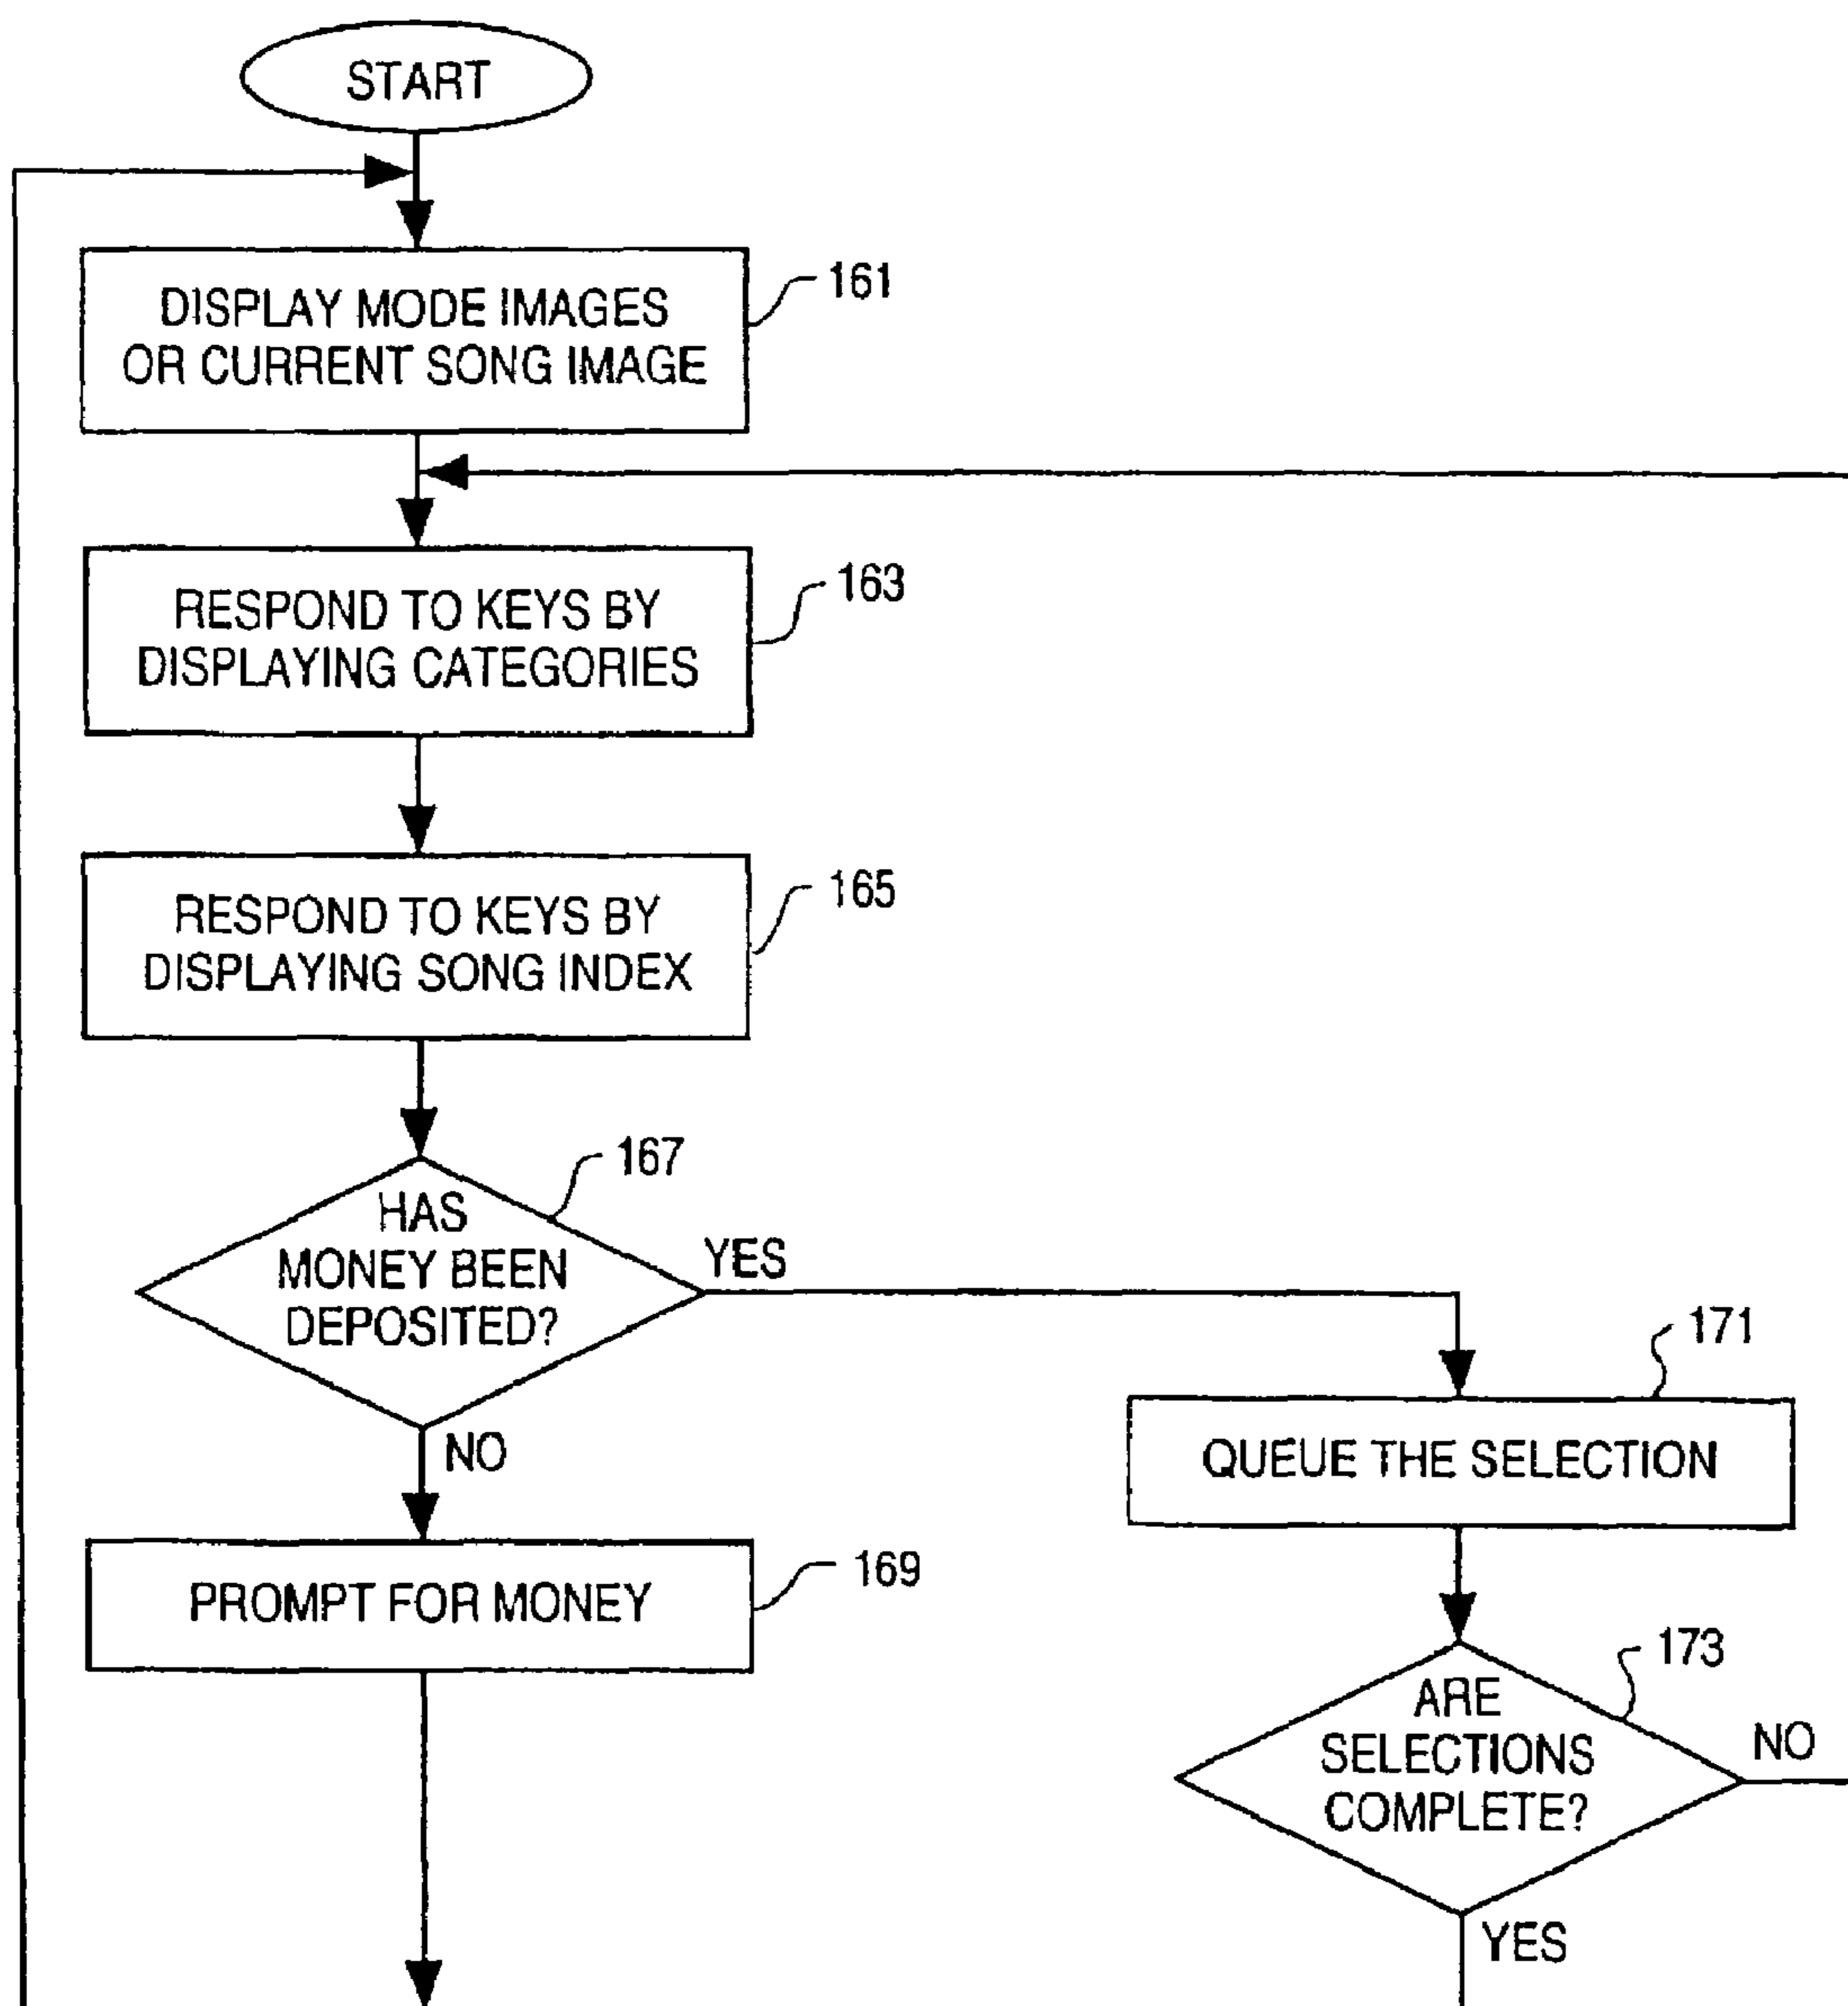 START
DISPLAY MODE IMAGES
OR CURRENT SONG IMAGE
161
RESPOND TO KEYS BY
DISPLAYING CATEGORIES
163
RESPOND TO KEYS BY
DISPLAYING SONG INDEX
165
HAS
MONEY BEEN
DEPOSITED?
167
YES
NO
PROMPT FOR MONEY
169
QUEUE THE SELECTION
171
ARE
SELECTIONS
COMPLETE?
173
NO
YES